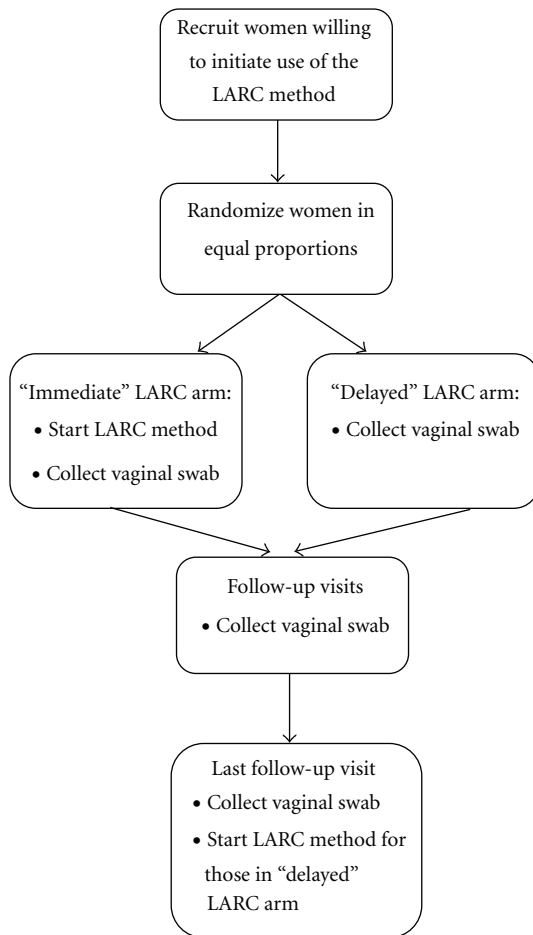 Recruit women willing
to initiate use of the
LARC method
Randomize women in
equal proportions
“Immediate” LARC arm:
• Start LARC method
• Collect vaginal swab
“Delayed” LARC arm:
• Collect vaginal swab
Follow-up visits
• Collect vaginal swab
Last follow-up visit
• Collect vaginal swab
• Start LARC method for
those in “delayed”
LARC arm